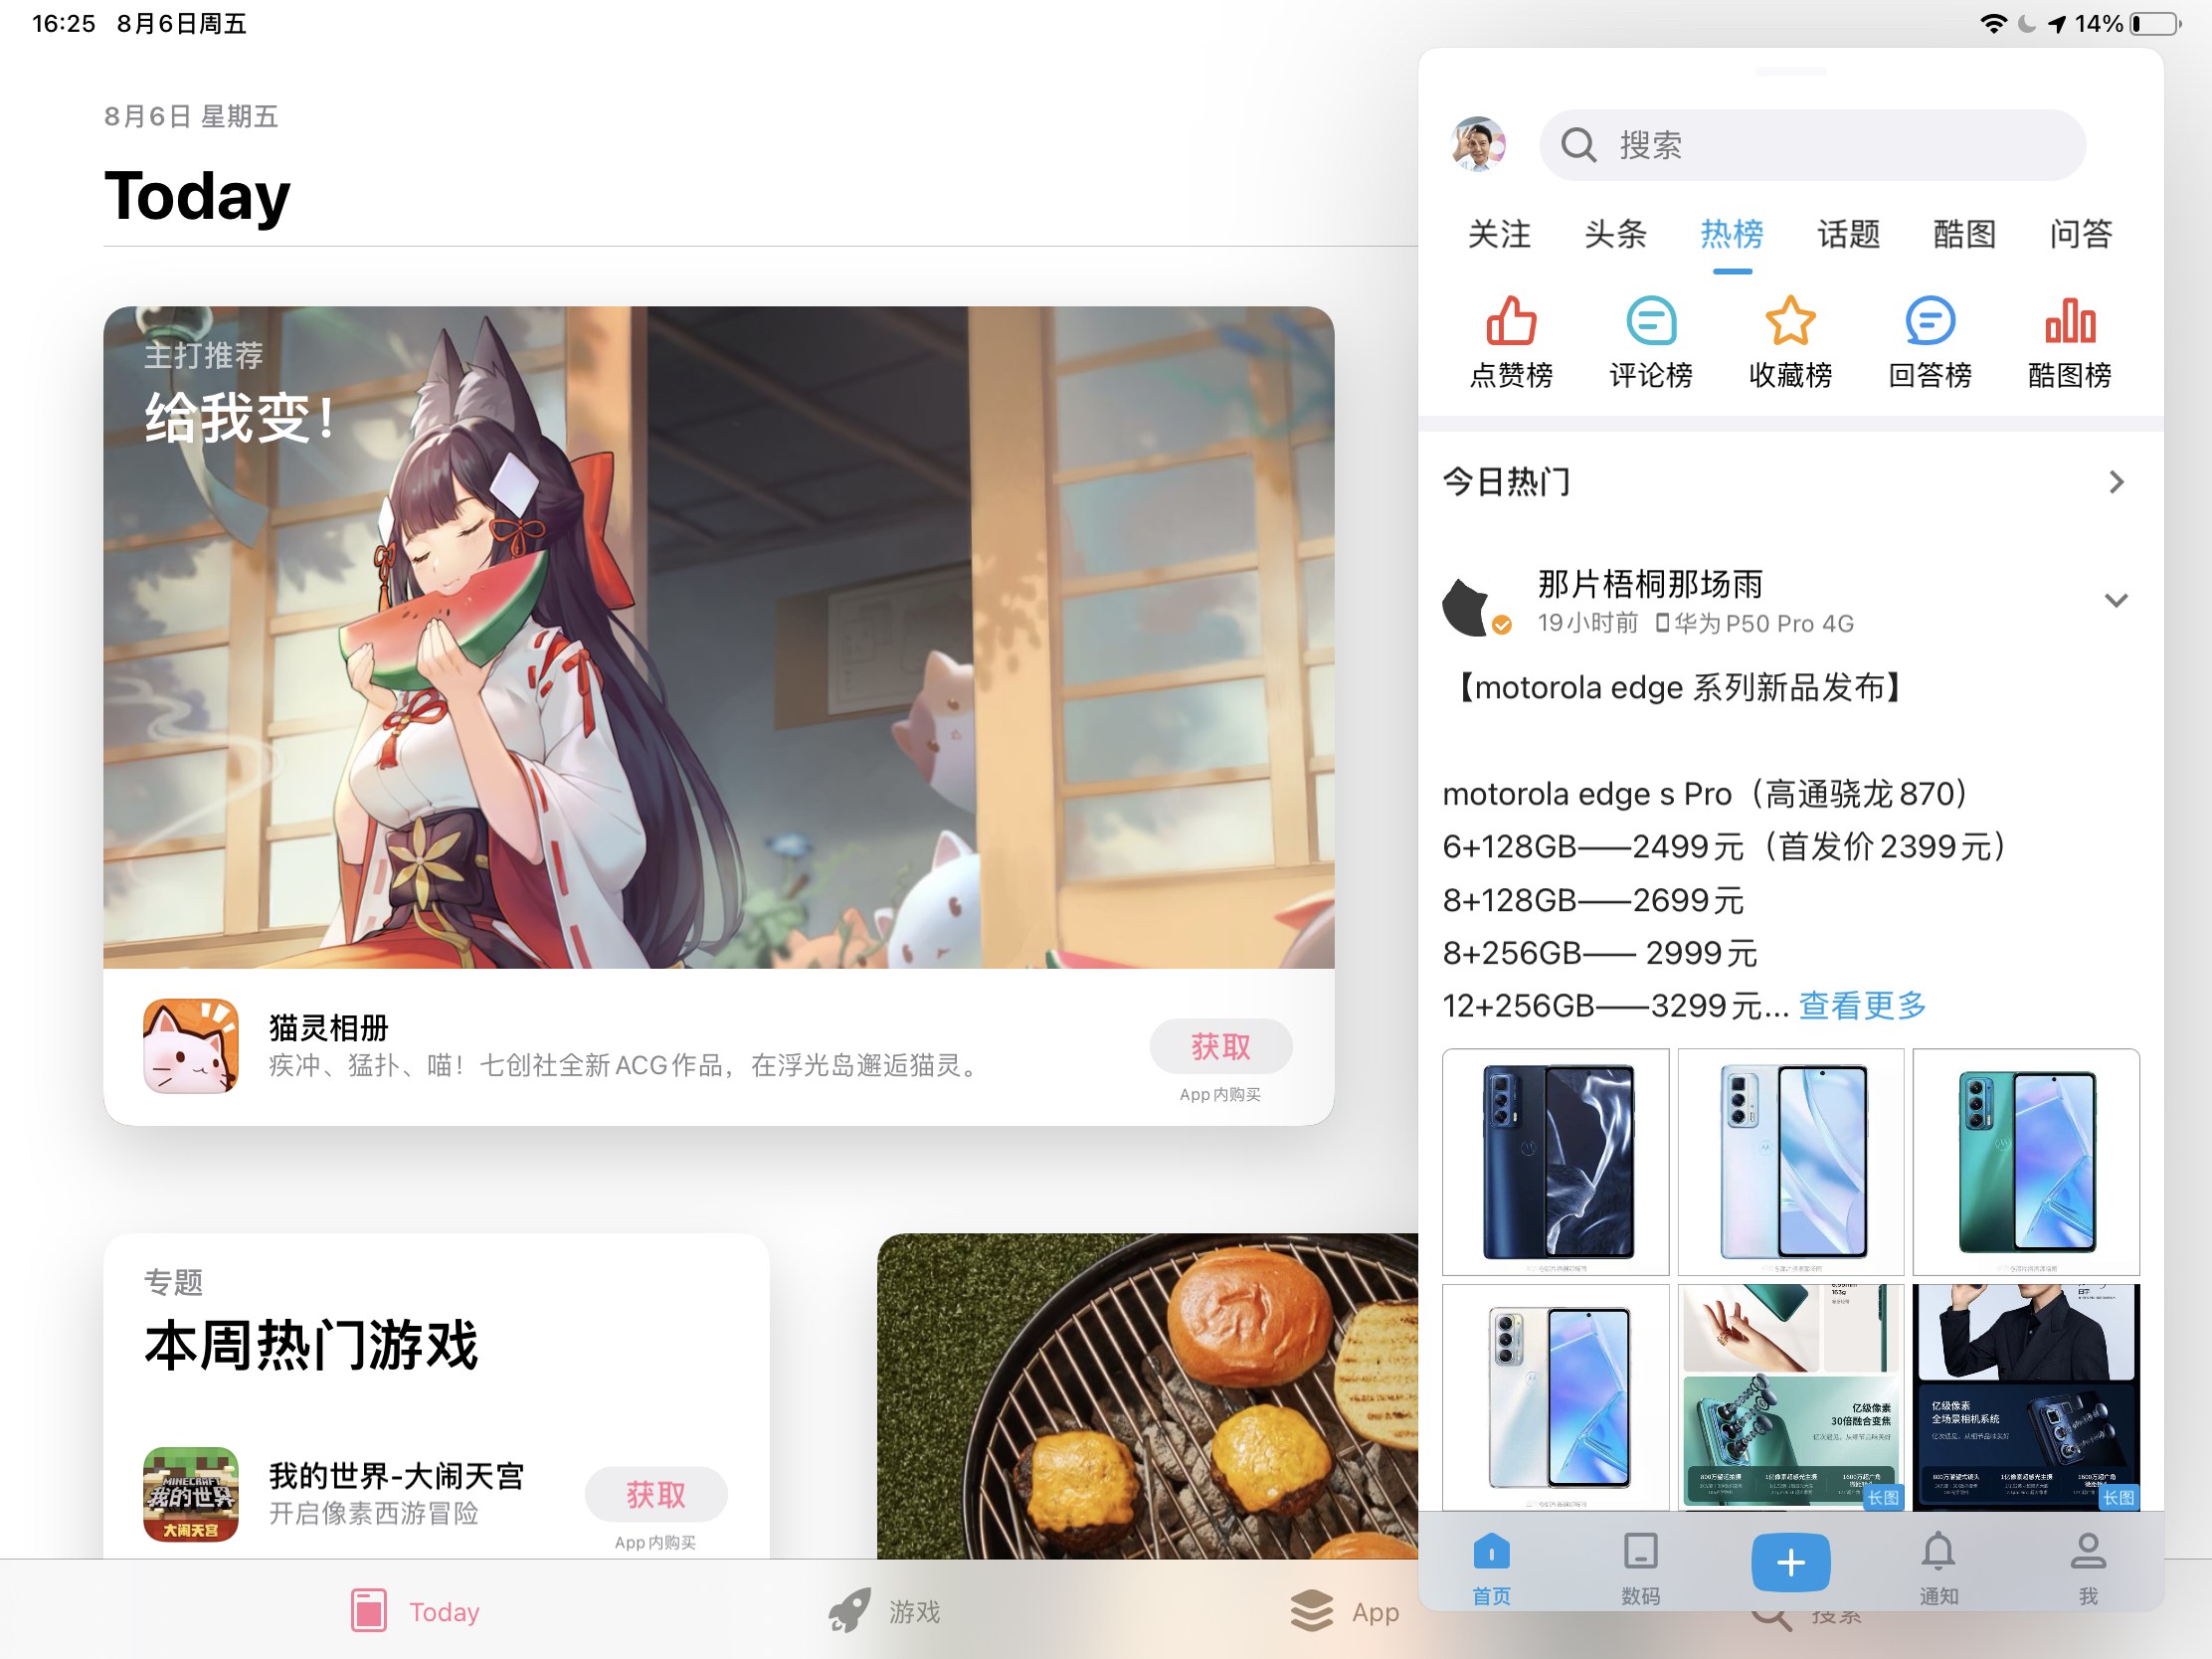 16:25 8月6日周五
14%
8月6日 星期五
Today
主打推荐
给我变！
猫灵相册
疾冲、猛扑、喵！七创社全新ACG作品，在浮光岛邂逅猫灵。
获取
App内购买
专题
本周热门游戏
MINECRAFT
我的世界
大闹天宫
我的世界-大闹天宫
开启像素西游冒险
获取
App内购买
Today
游戏
App
搜索
搜索
关注 头条 热榜 话题 酷图 问答
点赞榜 评论榜 收藏榜 回答榜 酷图榜
今日热门
那片梧桐那场雨
19小时前 华为P50 Pro 4G
【motorola edge 系列新品发布】
motorola edge s Pro（高通骁龙870）
6+128GB——2499元（首发价2399元）
8+128GB——2699元
8+256GB—— 2999元
12+256GB——3299元... 查看更多
163g
亿级像素
30倍融合变焦
长图
亿级像素
全场景相机系统
长图
首页
数码
通知
我